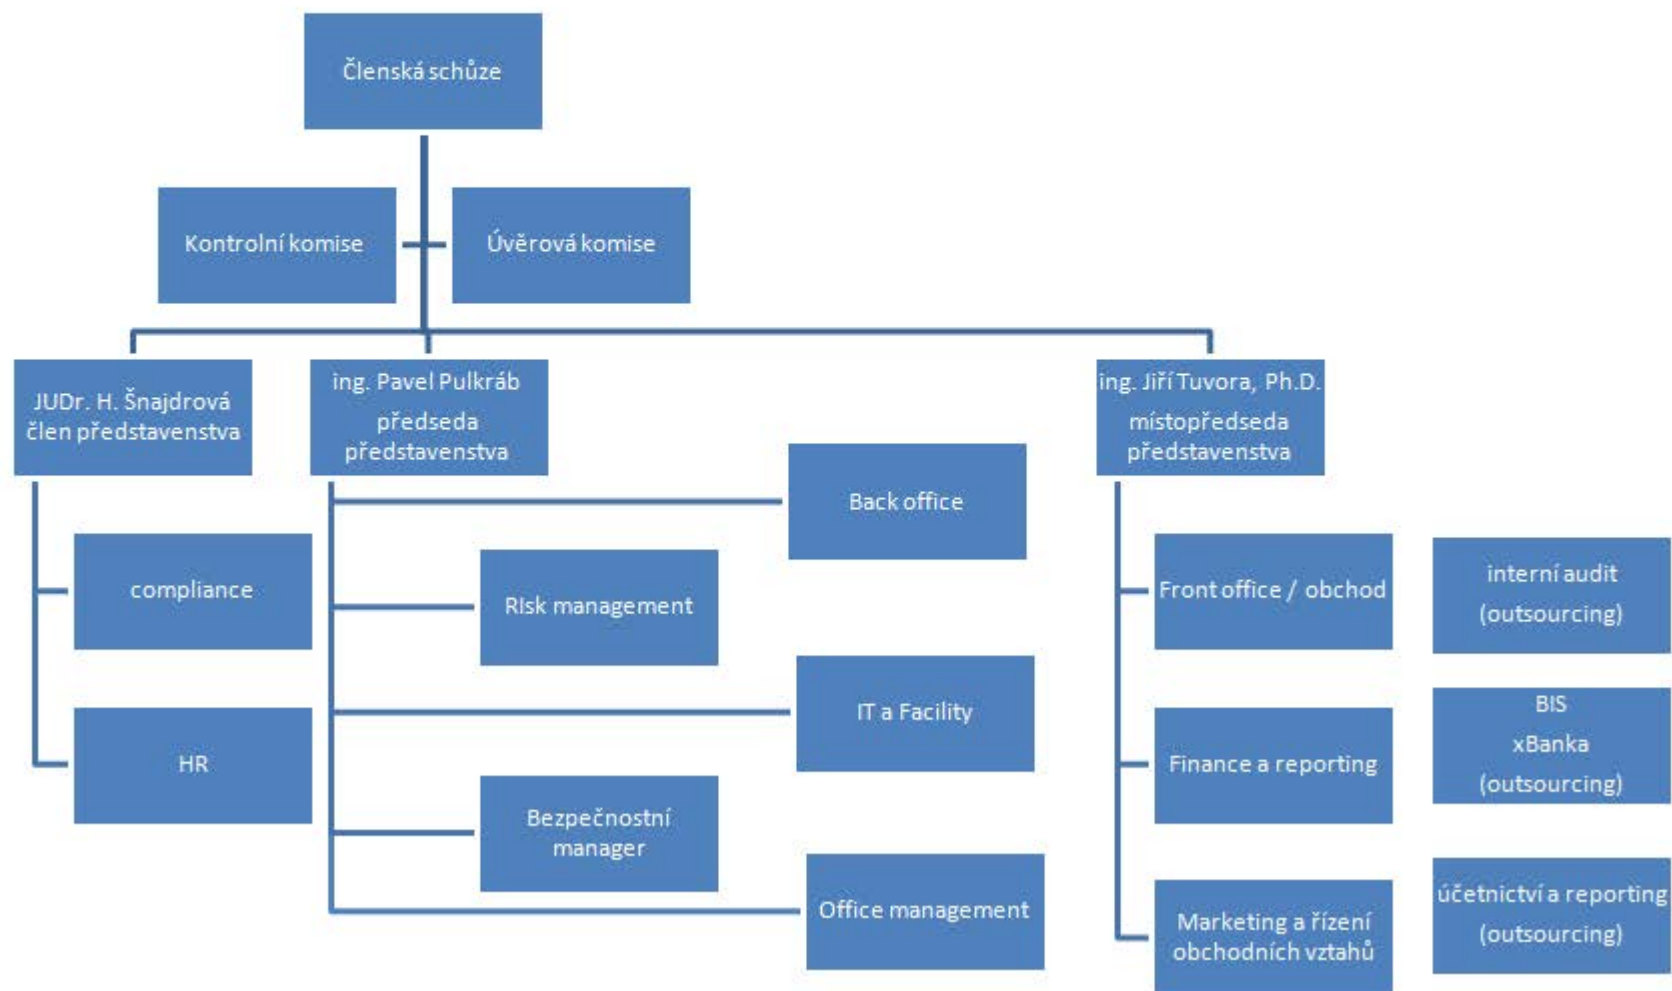 Členská schůze
Kontrolní komise
Úvěrová komise
JUDr. H. Šnajdrová
člen představenstva
ing. Pavel Pulkráb
předseda
představenstva
ing. Jiří Tuvora, Ph.D.
místopředseda
představenstva
compliance
HR
Back office
RIsk management
IT a Facility
Bezpečnostní
manager
Office management
Front office / obchod
Finance a reporting
Marketing a řízení
obchodních vztahů
interní audit
(outsourcing)
BIS
xBanka
(outsourcing)
účetnictví a reporting
(outsourcing)